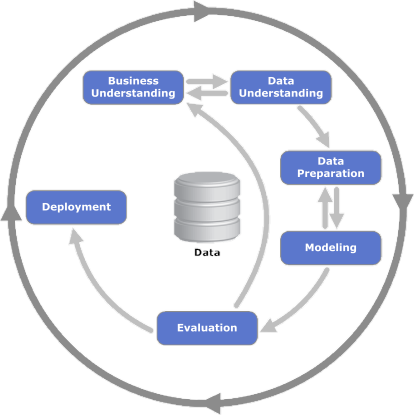 Business
Understanding
Data
Understanding
Data
Preparation
Deployment
Data
Modeling
Evaluation